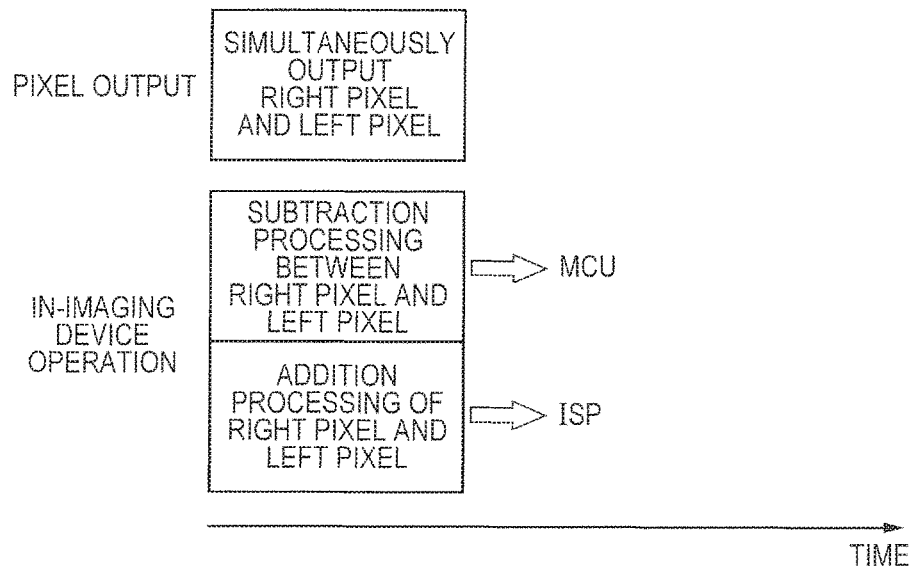 PIXEL OUTPUT
SIMULTANEOUSLY
OUTPUT
RIGHT PIXEL
AND LEFT PIXEL
IN-IMAGING
DEVICE
OPERATION
SUBTRACTION
PROCESSING
BETWEEN
RIGHT PIXEL AND
LEFT PIXEL
MCU
ADDITION
PROCESSING OF
RIGHT PIXEL AND
LEFT PIXEL
ISP
TIME